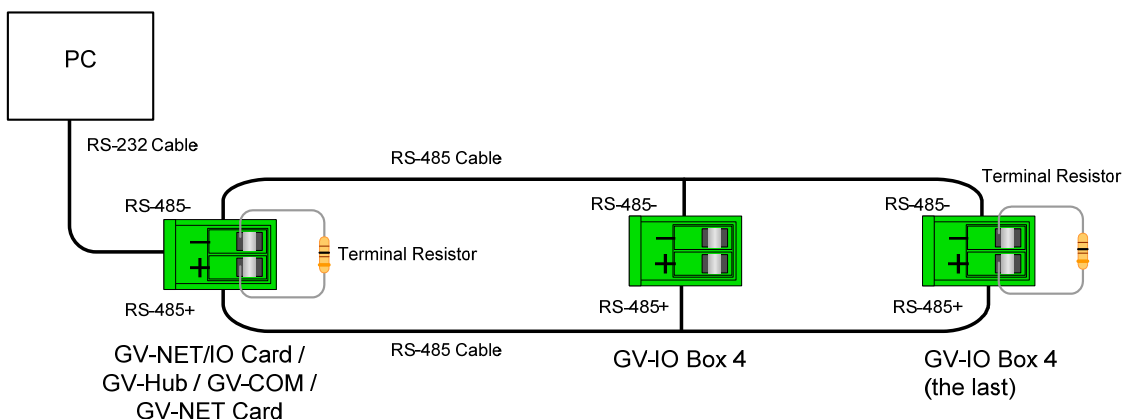 PC
RS-232 Cable
RS-485 Cable
Terminal Resistor
RS-485-
RS-485-
RS-485-
Terminal Resistor
RS-485+
RS-485+
RS-485+
RS-485 Cable
GV-NET/IO Card /
GV-Hub / GV-COM /
GV-NET Card
GV-IO Box 4
GV-IO Box 4
(the last)